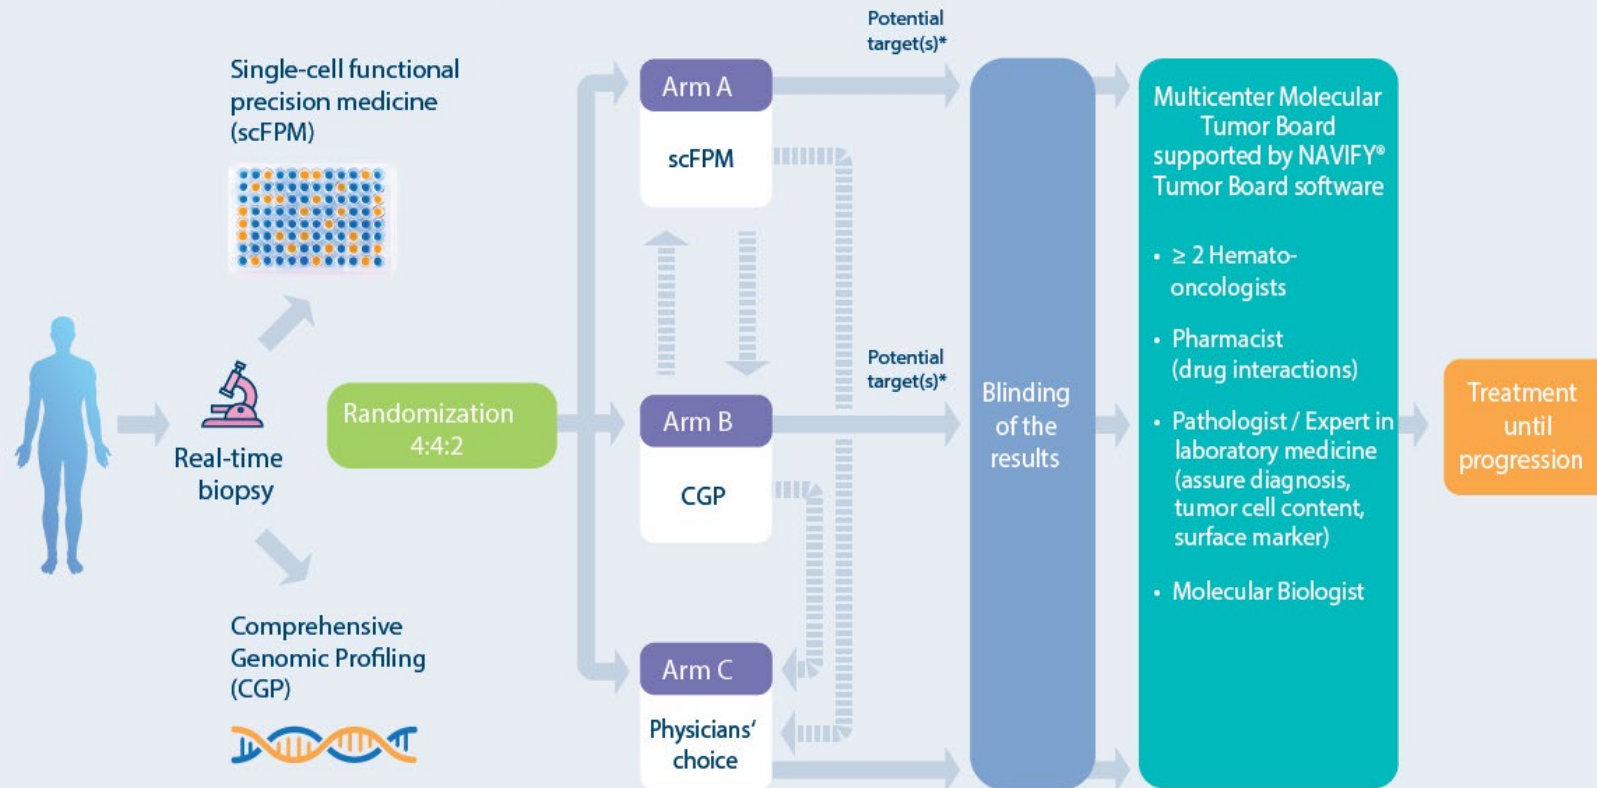 Single-cell functional
precision medicine
(scFPM)
Real-time
biopsy
Comprehensive
Genomic Profiling
(CGP)
Randomization
4:4:2
Arm A
scFPM
Arm B
CGP
Arm C
Physicians‘
choice
Potential
target(s)*
Potential
target(s)*
Blinding
of the
results
Multicenter Molecular
Tumor Board
supported by NAVIFY®
Tumor Board software
• ≥ 2 Hemato-
oncologists
• Pharmacist
(drug interactions)
• Pathologist / Expert in
laboratory medicine
(assure diagnosis,
tumor cell content,
surface marker)
• Molecular Biologist
Treatment
until
progression